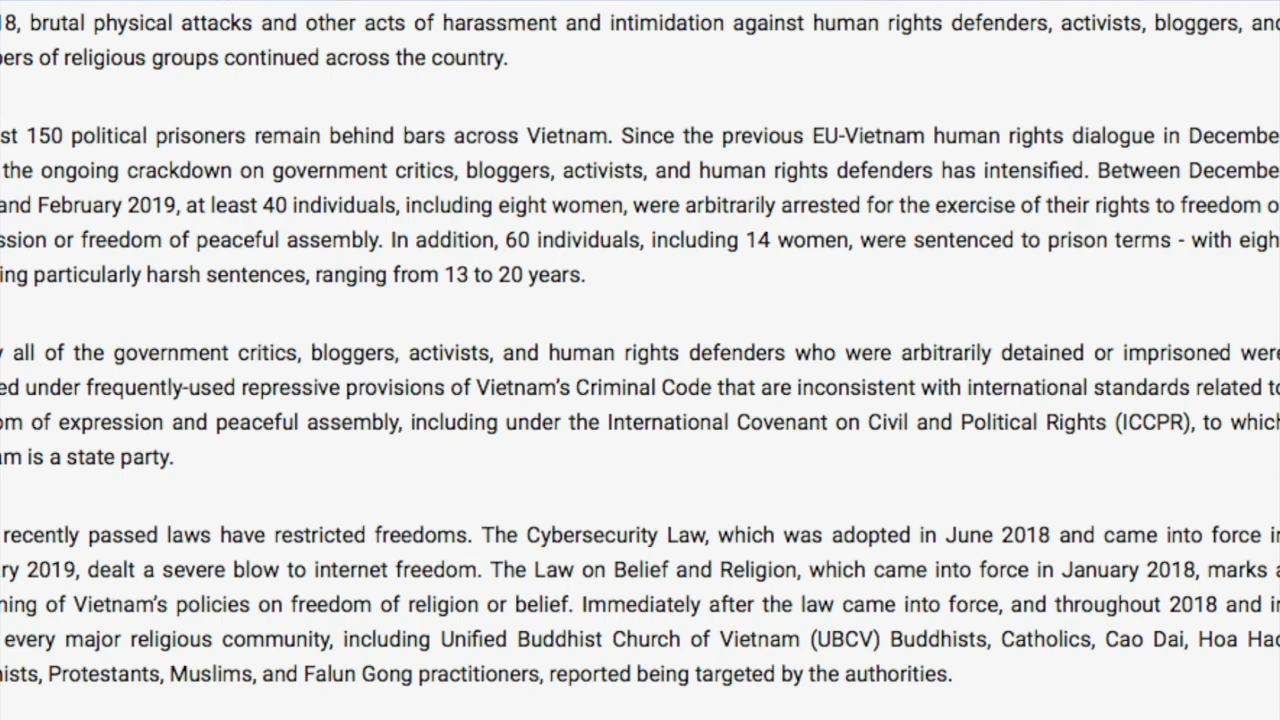 18, brutal physical attacks and other acts of harassment and intimidation against human rights defenders, activists, bloggers, and
bers of religious groups continued across the country.
st 150 political prisoners remain behind bars across Vietnam. Since the previous EU-Vietnam human rights dialogue in Decembe
the ongoing crackdown on government critics, bloggers, activists, and human rights defenders has intensified. Between Decembe
and February 2019, at least 40 individuals, including eight women, were arbitrarily arrested for the exercise of their rights to freedom o
ssion or freedom of peaceful assembly. In addition, 60 individuals, including 14 women, were sentenced to prison terms - with eigh
ing particularly harsh sentences, ranging from 13 to 20 years.
y all of the government critics, bloggers, activists, and human rights defenders who were arbitrarily detained or imprisoned were
ed under frequently-used repressive provisions of Vietnam’s Criminal Code that are inconsistent with international standards related to
om of expression and peaceful assembly, including under the International Covenant on Civil and Political Rights (ICCPR), to which
am is a state party.
recently passed laws have restricted freedoms. The Cybersecurity Law, which was adopted in June 2018 and came into force in
ry 2019, dealt a severe blow to internet freedom. The Law on Belief and Religion, which came into force in January 2018, marks a
ning of Vietnam’s policies on freedom of religion or belief. Immediately after the law came into force, and throughout 2018 and in
every major religious community, including Unified Buddhist Church of Vietnam (UBCV) Buddhists, Catholics, Cao Dai, Hoa Hao
ists, Protestants, Muslims, and Falun Gong practitioners, reported being targeted by the authorities.